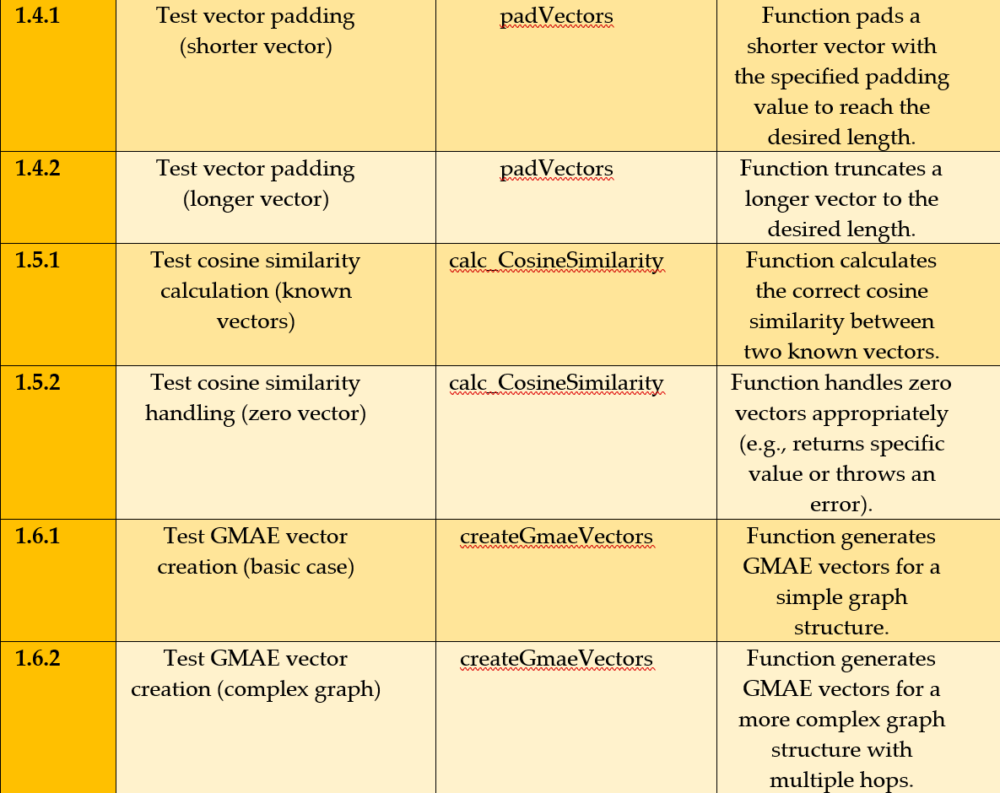 1.4.1
Test vector padding
(shorter vector)
padVectors
Function pads a
shorter vector with
the specified padding
value to reach the
desired length.
1.4.2
Test vector padding
(longer vector)
padVectors
Function truncates a
longer vector to the
desired length.
1.5.1
Test cosine similarity
calculation (known
vectors)
calc_CosineSimilarity
Function calculates
the correct cosine
similarity between
two known vectors.
1.5.2
Test cosine similarity
handling (zero vector)
calc_CosineSimilarity
Function handles zero
vectors appropriately
(e.g., returns specific
value or throws an
error).
1.6.1
Test GMAE vector
creation (basic case)
createGmaeVectors
Function generates
GMAE vectors for a
simple graph
structure.
1.6.2
Test GMAE vector
creation (complex graph)
createGmaeVectors
Function generates
GMAE vectors for a
more complex graph
structure with
multiple hops.